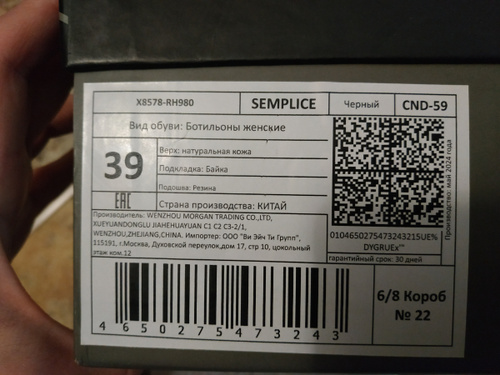 X8578-RH980 SEMPLICE Черный CND-59
Вид обуви: Ботильоны женские
39
Верх: натуральная кожа
Подкладка: Байка
Подошва: Резина
EAC
Страна производства: КИТАЙ
Производитель: WENZHOU MORGAN TRADING CO.,LTD,
XUEYUANDONGLU JIAHEHUAYUAN C1 C2 C3-2/1,
WENZHOU,ZHEJIANG,CHINA. Импортер: ООО "Ви Эйч Ти Групп",
115191, г.Москва, Духовской переулок,дом 17, стр 10, цокольный
этаж ком.12
Производство: май 2024 года
0104650275473243215UE%
DYGRUEx""
гарантийный срок: 30 дней
4 650275 473243
6/8 Короб
№ 22